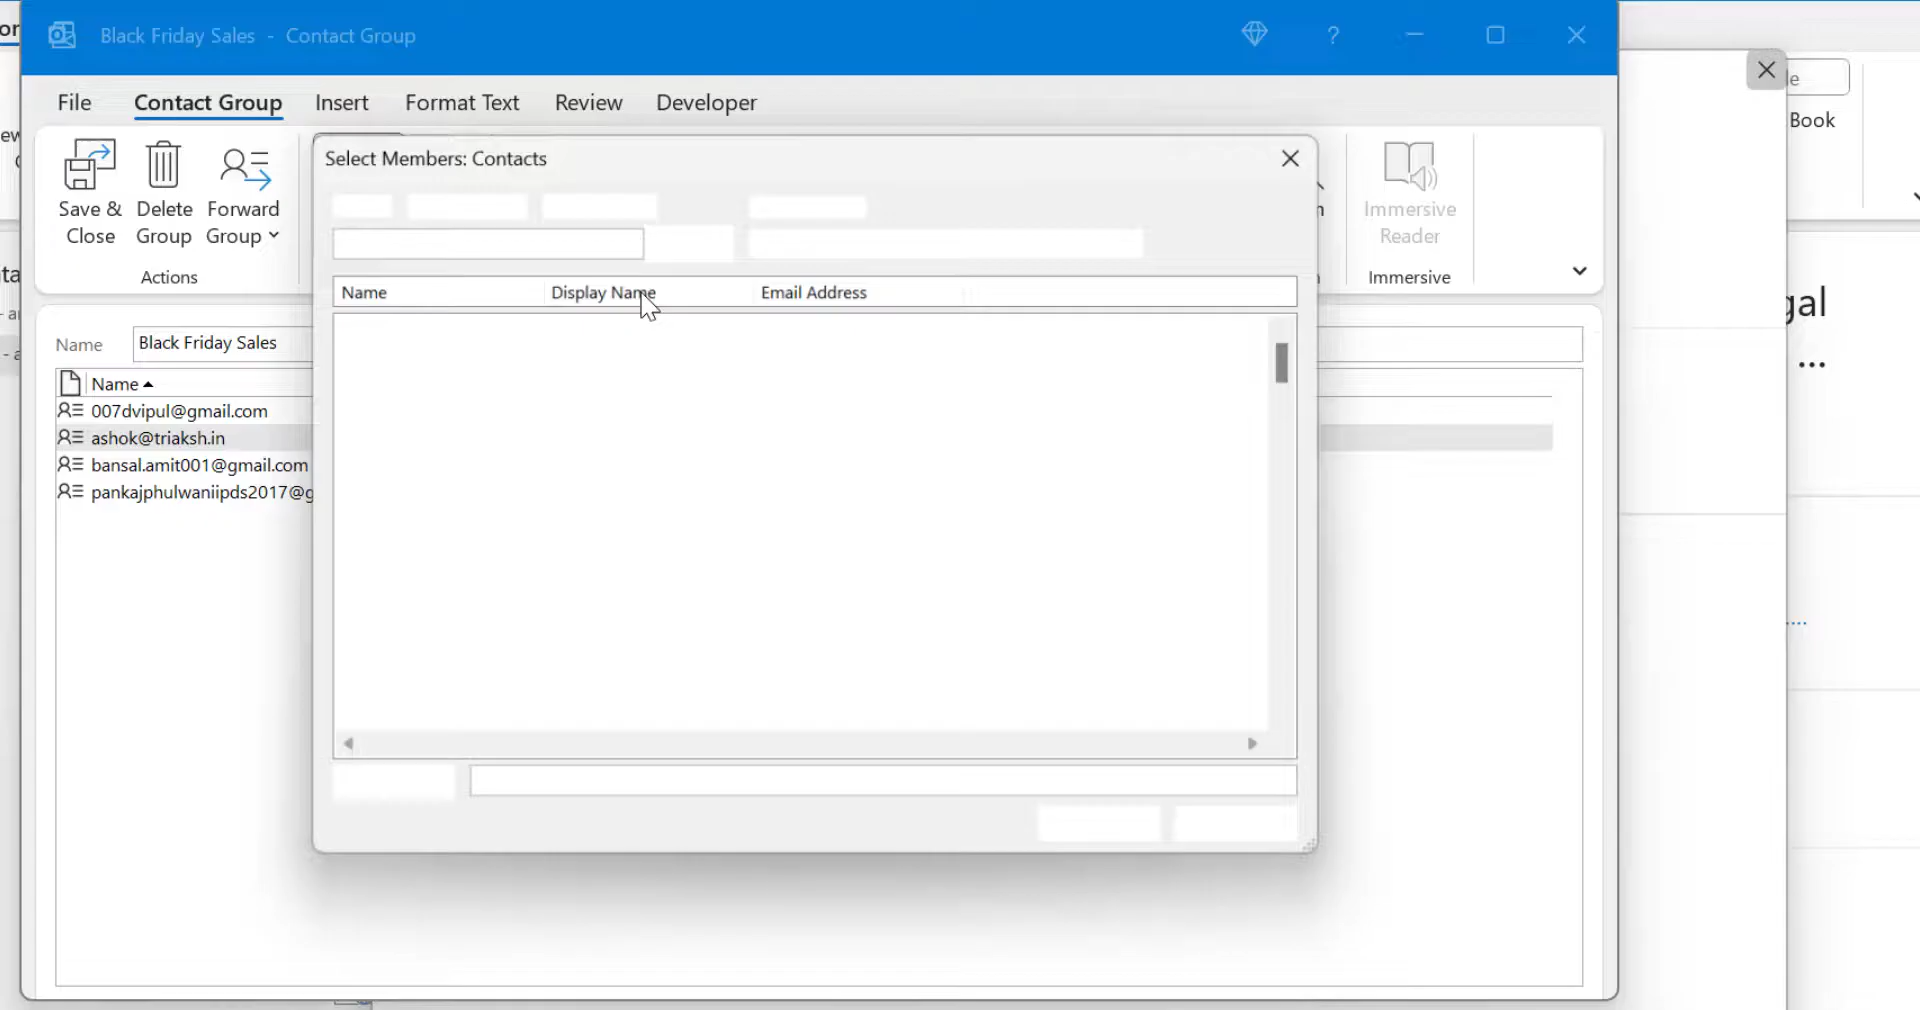 Black Friday Sales - Contact Group
File Contact Group Insert Format Text Review Developer
Book
Save & Close
Delete Group
Forward Group
Actions
Immersive Reader
Immersive
Select Members: Contacts
Name Display Name Email Address
Name Black Friday Sales
Name
007dvipul@gmail.com
ashok@triaksh.in
bansal.amit001@gmail.com
pankajphulwaniipds2017@g
gal
...